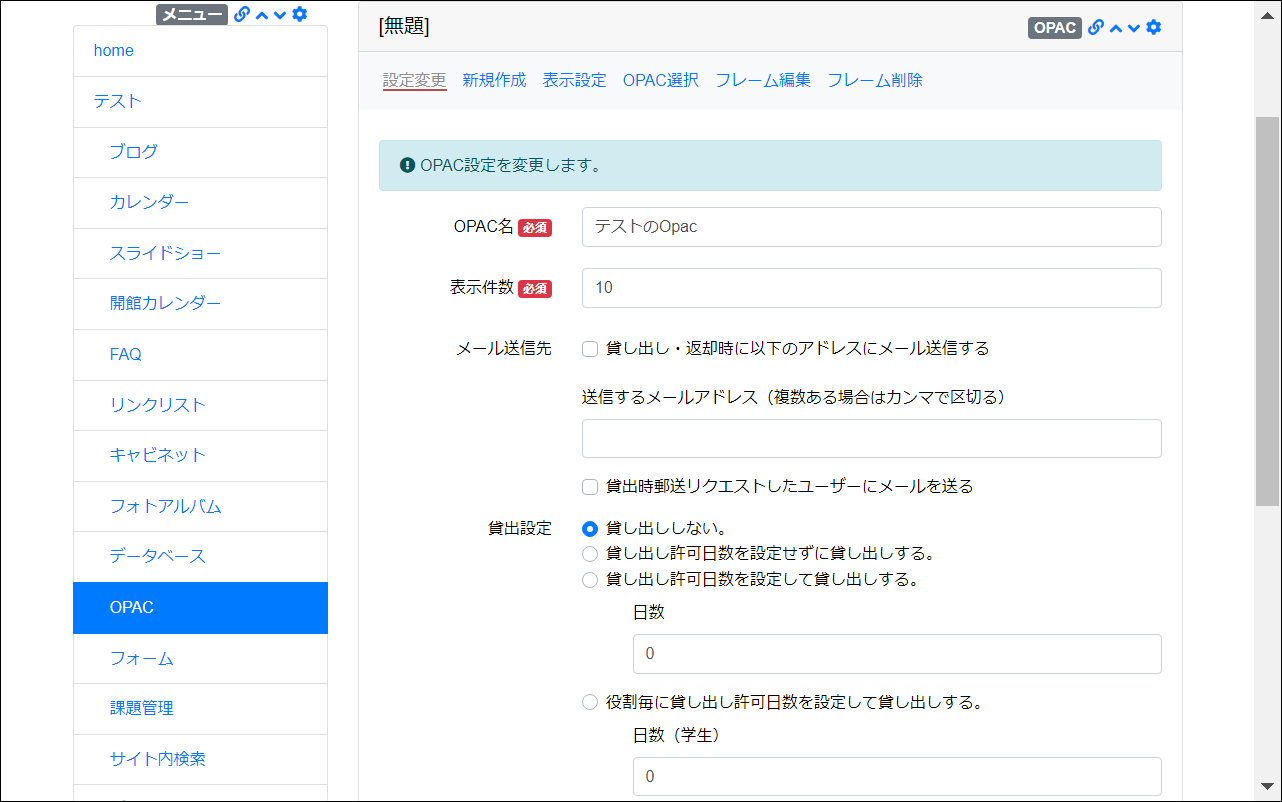 メニュー
home
テスト
ブログ
カレンダー
スライドショー
開館カレンダー
FAQ
リンクリスト
キャビネット
フォトアルバム
データベース
OPAC
フォーム
課題管理
サイト内検索
[無題]
OPAC
設定変更 新規作成 表示設定 OPAC選択 フレーム編集 フレーム削除
OPAC設定を変更します。
OPAC名 必須 テストのOpac
表示件数 必須 10
メール送信先 貸し出し・返却時に以下のアドレスにメール送信する
送信するメールアドレス（複数ある場合はカンマで区切る）
貸出時郵送リクエストしたユーザーにメールを送る
貸出設定 貸し出ししない。
貸し出し許可日数を設定せずに貸し出しする。
貸し出し許可日数を設定して貸し出しする。
日数
0
役割毎に貸し出し許可日数を設定して貸し出しする。
日数（学生）
0